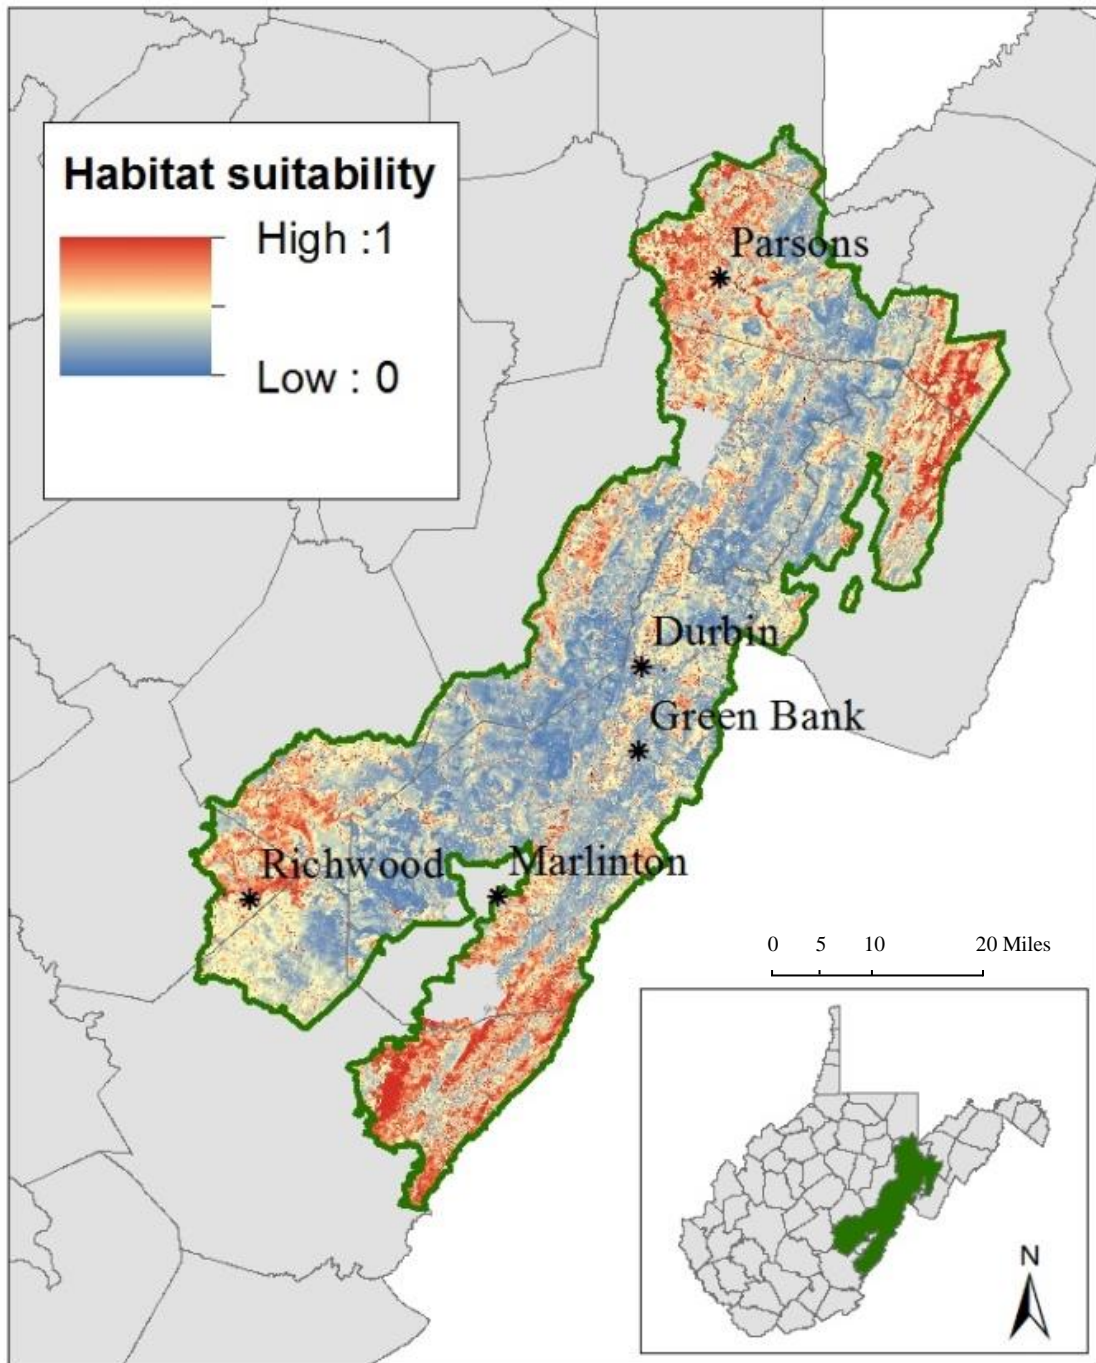 Habitat suitability
High :1
Low : 0
Parsons
Durbin
Green Bank
Richwood
Marlinton
0 5 10 20 Miles
N